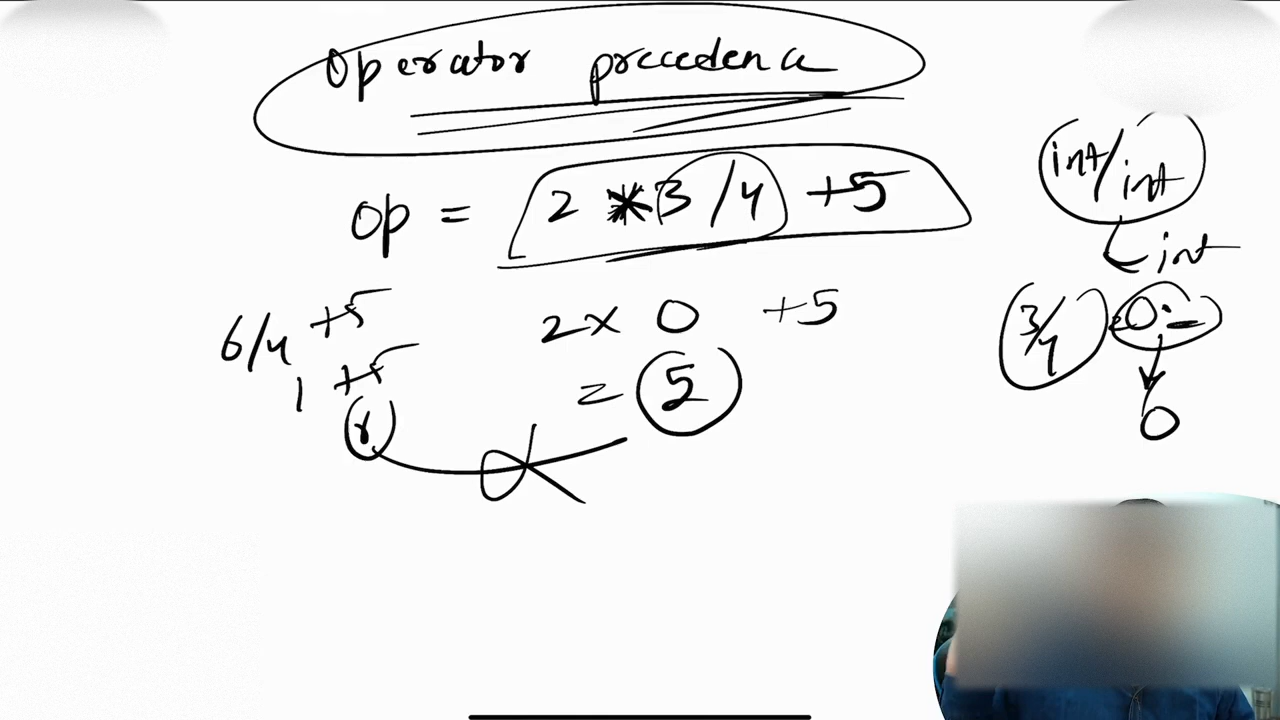 Operator precedence
op = 2 * 3 / 4 + 5
6/4 + 5
1 + 5
2 x 0 + 5
= 5
int/int
int
3/4
0